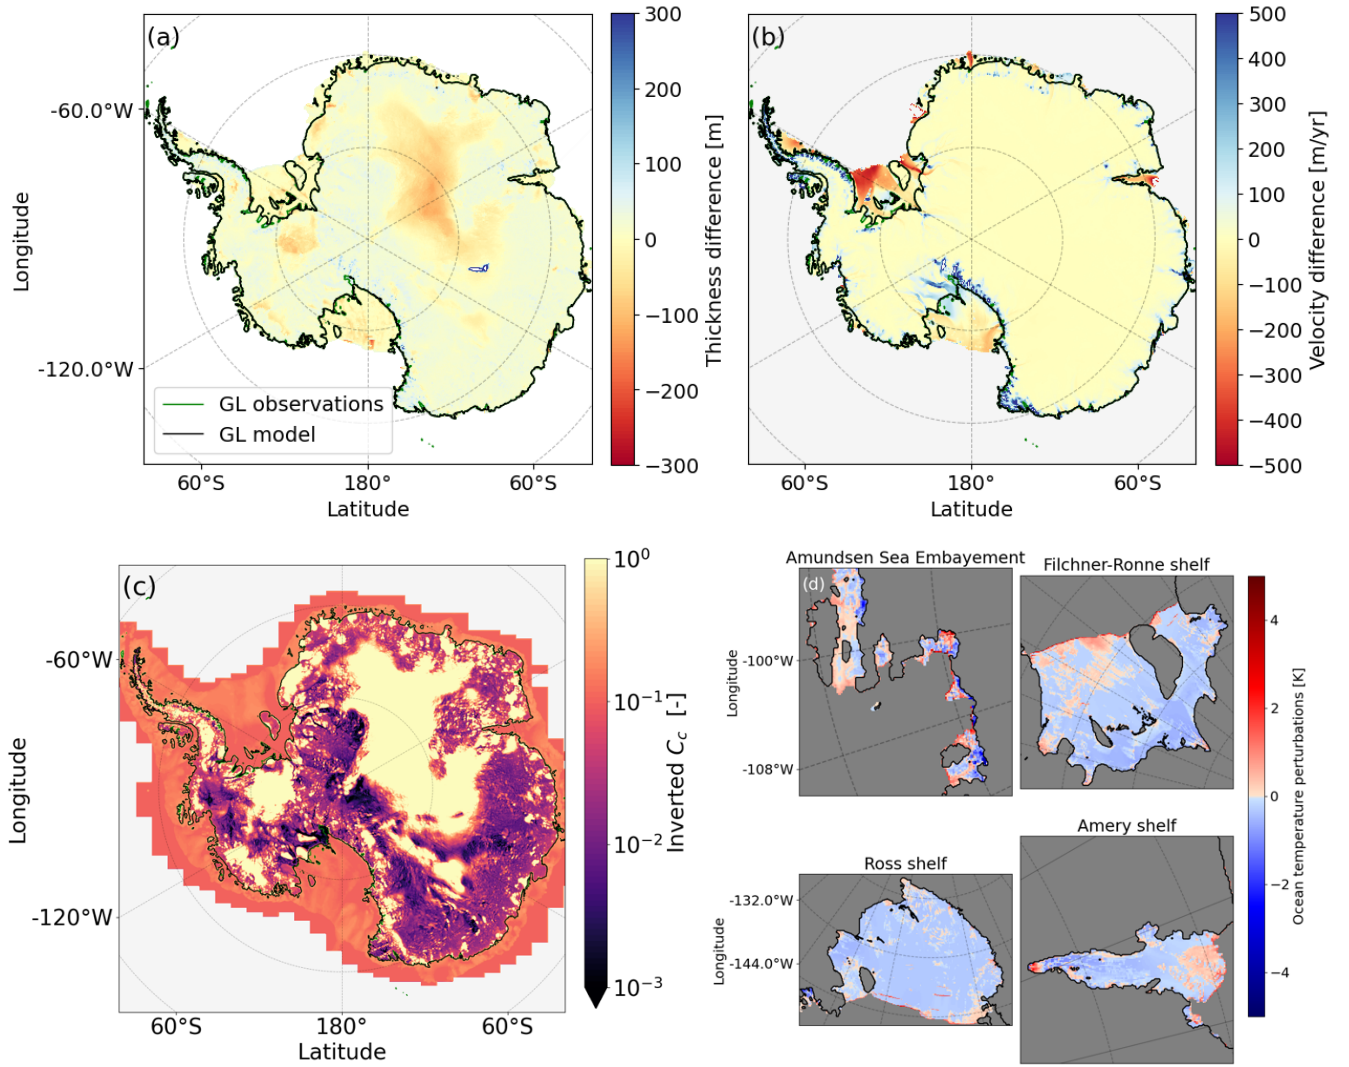 (a)
300
200
100
0
−100
−200
−300
Thickness difference [m]
-60.0°W
-120.0°W
Longitude
GL observations
GL model
60°S 180° 60°S
Latitude
(b)
500
400
300
200
100
0
−100
−200
−300
−400
−500
Velocity difference [m/yr]
60°S 180° 60°S
Latitude
(c)
10⁰
10⁻¹
10⁻²
10⁻³
Inverted C_c [-]
-60°W
-120°W
Longitude
60°S 180° 60°S
Latitude
Amundsen Sea Embayement
(d)
-100°W
-108°W
Longitude
Filchner-Ronne shelf
Ross shelf
-132.0°W
-144.0°W
Longitude
Amery shelf
4
2
0
−2
−4
Ocean temperature perturbations [K]